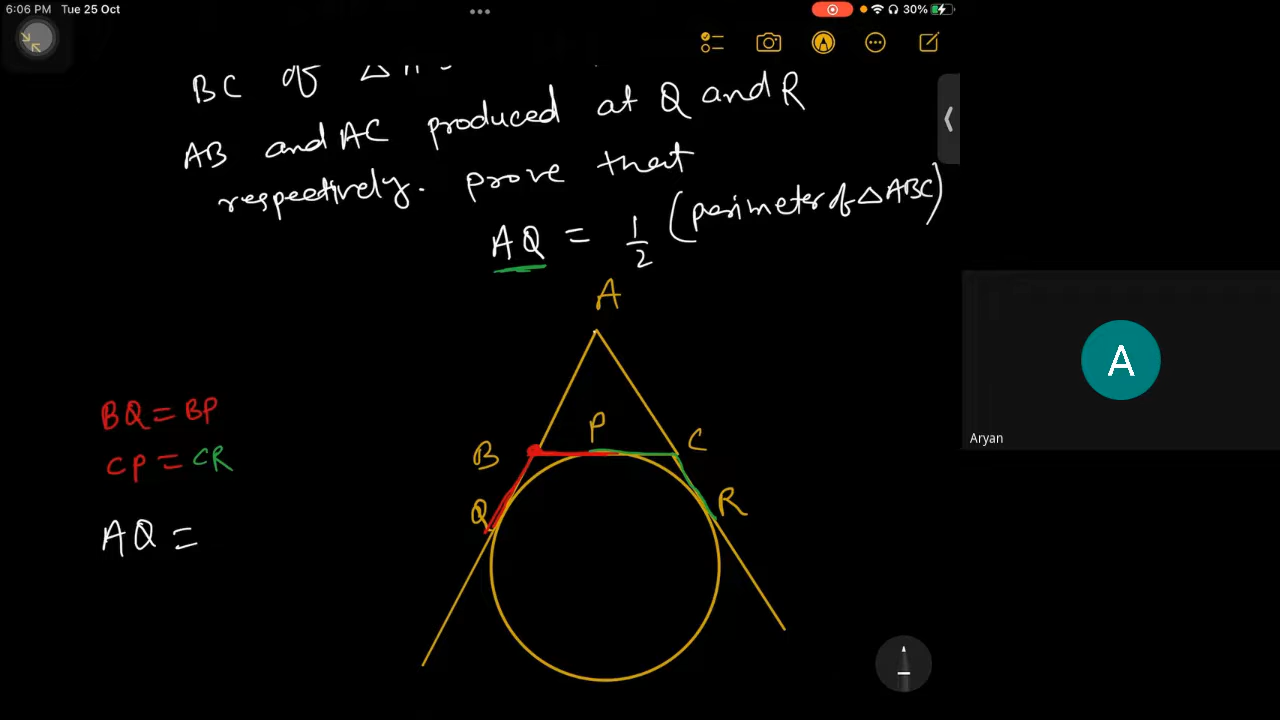 6:06 PM Tue 25 Oct
30%
BC of △
AB and AC produced at Q and R
respectively. prove that
AQ = 1/2 (perimeter of △ ABC)
A
BQ = BP
CP = CR
AQ =
B
P
C
Q
R
A
Aryan